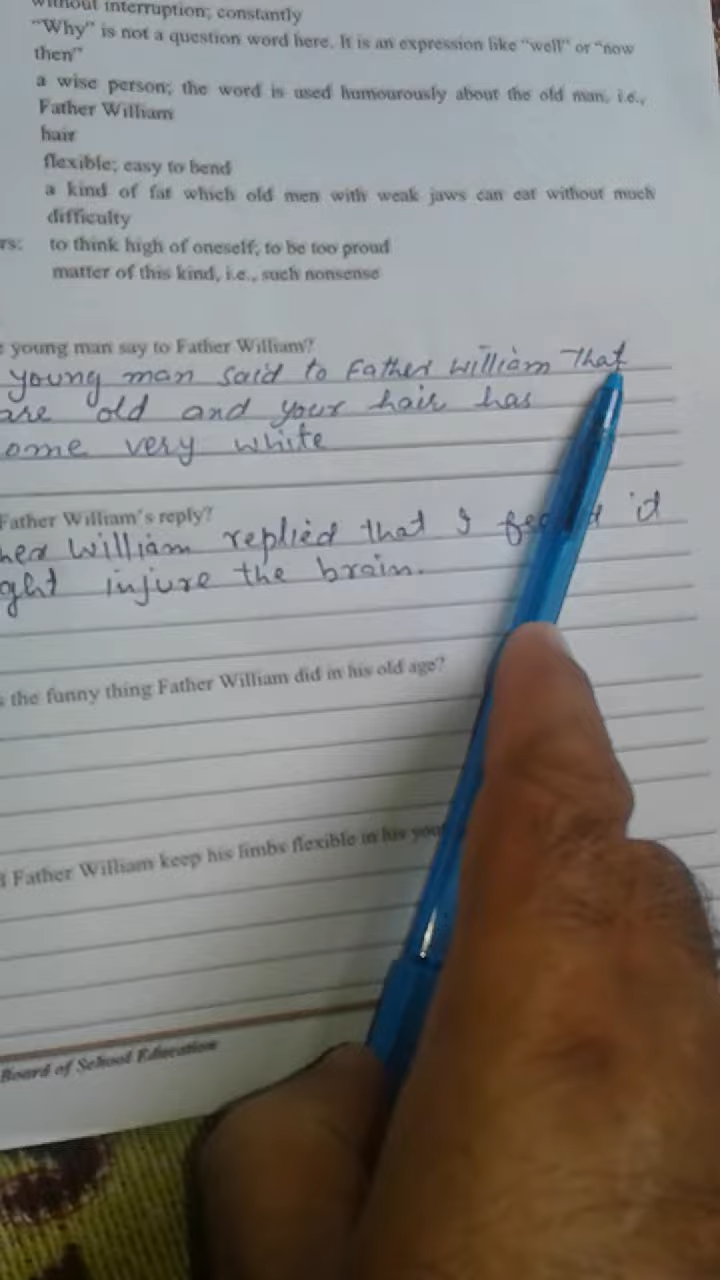 without interruption; constantly
"Why" is not a question word here. It is an expression like "well" or "now
then"
a wise person; the word is used humourously about the old man, i.e.,
Father William
hair
flexible; easy to bend
a kind of fat which old men with weak jaws can eat without much
difficulty
rs: to think high of oneself; to be too proud
matter of this kind, i.e., such nonsense
young man say to Father William?
young man said to Father William That
are old and your hair has
ome very white
Father William's reply?
her William replied that I it
ght injure the brain.
the funny thing Father William did in his old age?
Father William keep his limbs flexible in his you
Board of School Education